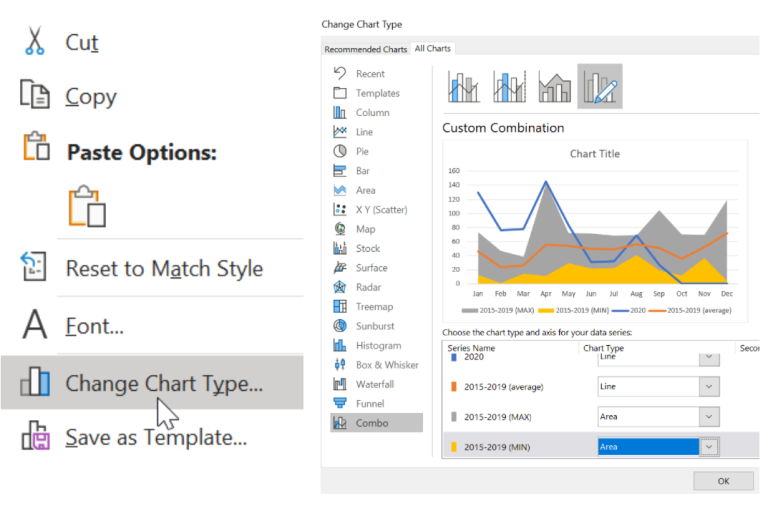 Cut
Copy
Paste Options:
Reset to Match Style
Font...
Change Chart Type...
Save as Template...
Change Chart Type
Recommended Charts All Charts
Recent
Templates
Column
Line
Pie
Bar
Area
X Y (Scatter)
Map
Stock
Surface
Radar
Treemap
Sunburst
Histogram
Box & Whisker
Waterfall
Funnel
Combo
Custom Combination
Chart Title
160
140
120
100
80
60
40
20
0
Jan Feb Mar Apr May Jun Jul Aug Sep Oct Nov Dec
2015-2019 (MAX) 2015-2019 (MIN) 2020 2015-2019 (average)
Choose the chart type and axis for your data series:
Series Name Chart Type Secor
2020 Line
2015-2019 (average) Line
2015-2019 (MAX) Area
2015-2019 (MIN) Area
OK